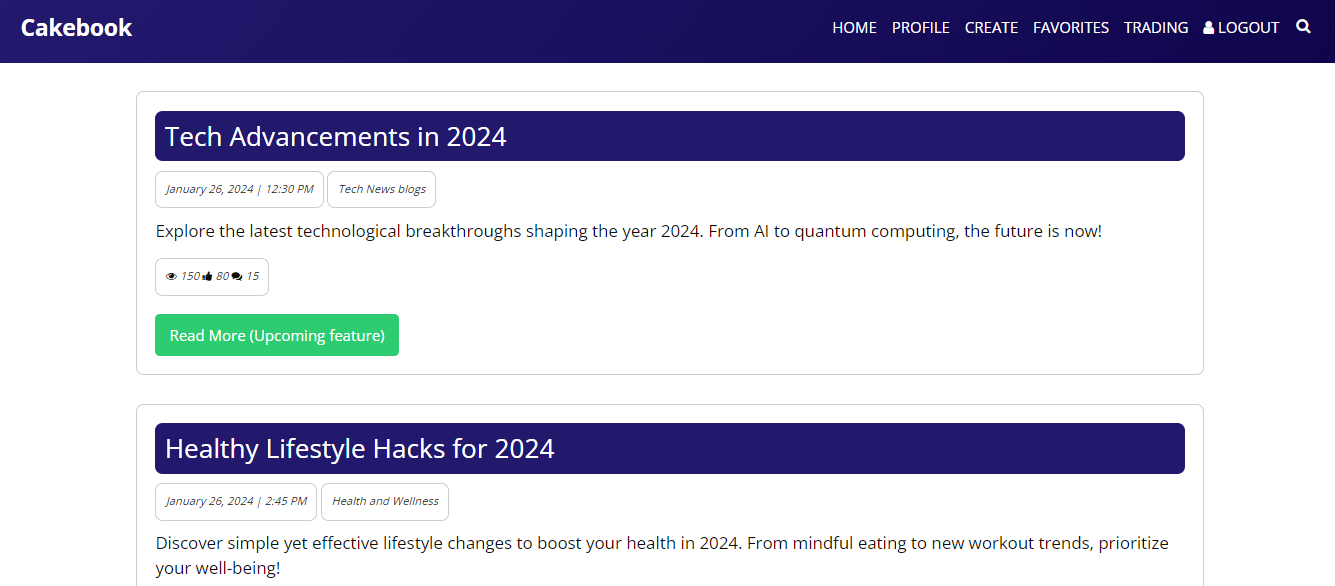 Cakebook HOME PROFILE CREATE FAVORITES TRADING LOGOUT
Tech Advancements in 2024
January 26, 2024 | 12:30 PM Tech News blogs
Explore the latest technological breakthroughs shaping the year 2024. From AI to quantum computing, the future is now!
150 80 15
Read More (Upcoming feature)
Healthy Lifestyle Hacks for 2024
January 26, 2024 | 2:45 PM Health and Wellness
Discover simple yet effective lifestyle changes to boost your health in 2024. From mindful eating to new workout trends, prioritize
your well-being!